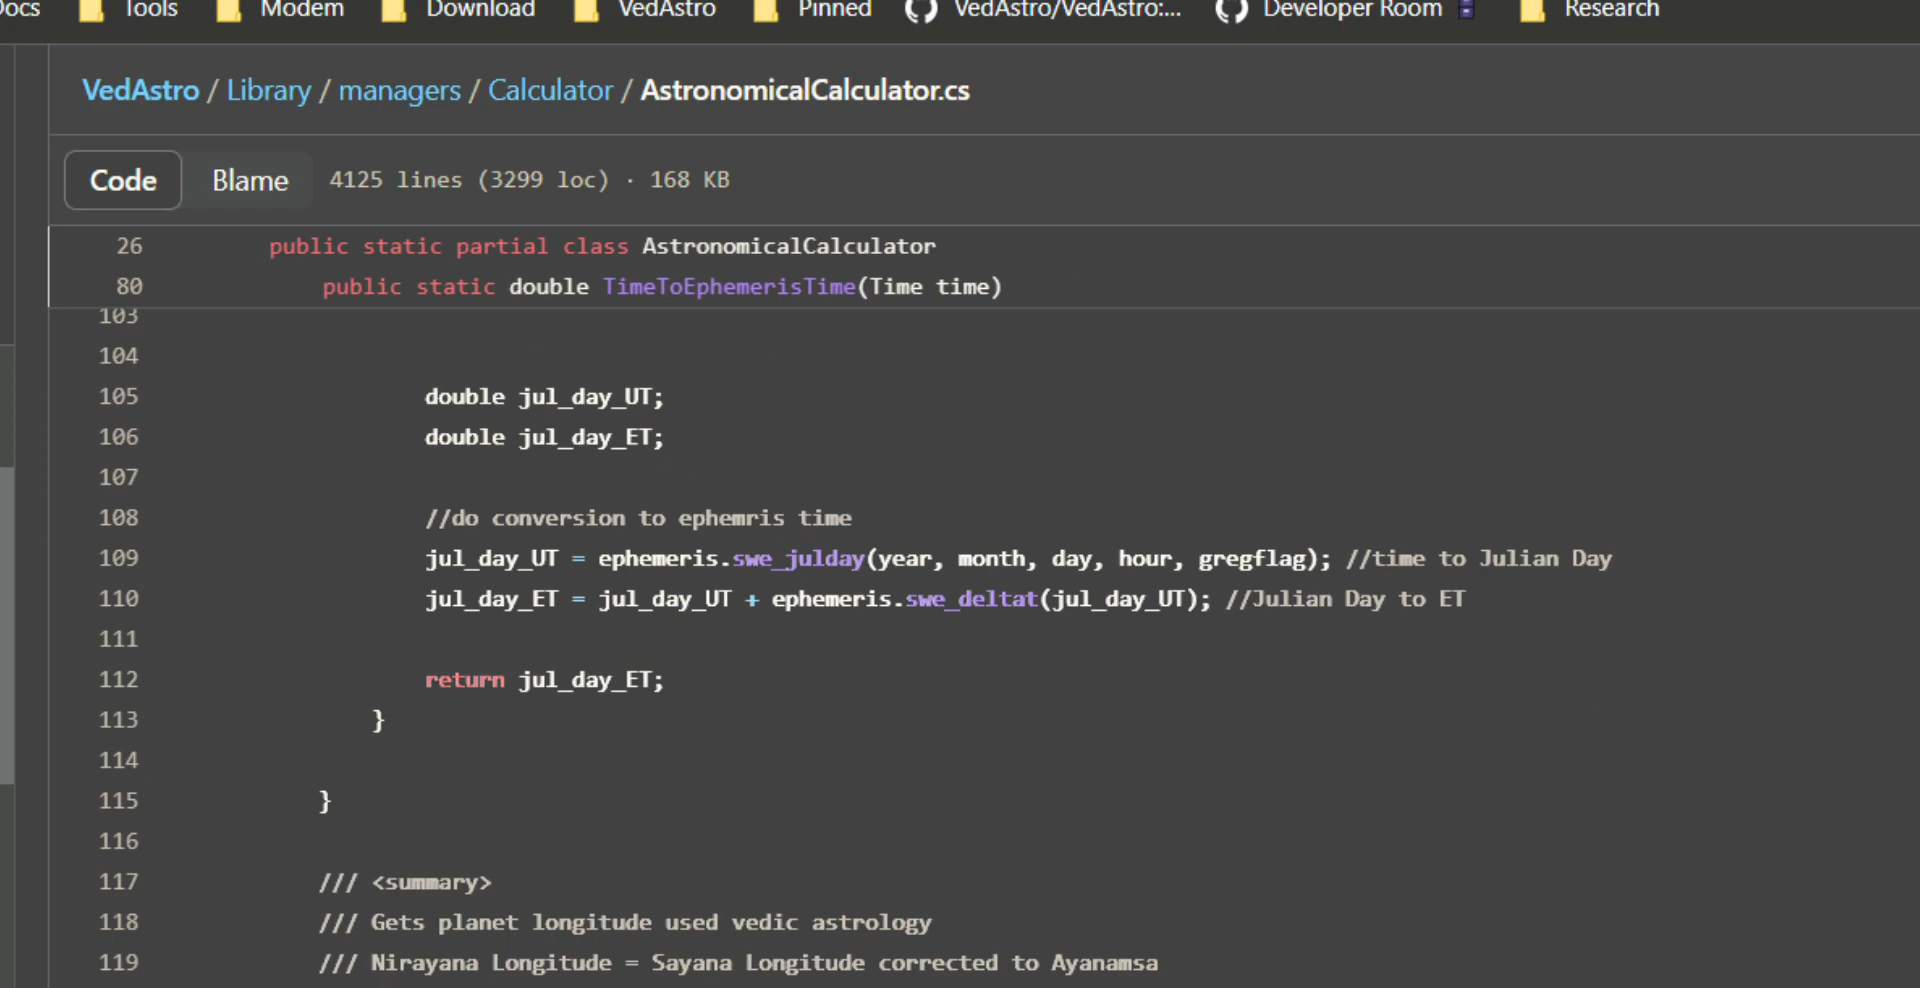 Docs Tools Modem Download VedAstro Pinned VedAstro/VedAstro:... Developer Room Research
VedAstro / Library / managers / Calculator / AstronomicalCalculator.cs
Code Blame 4125 lines (3299 loc) · 168 KB
26 public static partial class AstronomicalCalculator
80 public static double TimeToEphemerisTime(Time time)
103
104
105 double jul_day_UT;
106 double jul_day_ET;
107
108 //do conversion to ephemris time
109 jul_day_UT = ephemeris.swe_julday(year, month, day, hour, gregflag); //time to Julian Day
110 jul_day_ET = jul_day_UT + ephemeris.swe_deltat(jul_day_UT); //Julian Day to ET
111
112 return jul_day_ET;
113 }
114
115 }
116
117 /// <summary>
118 /// Gets planet longitude used vedic astrology
119 /// Nirayana Longitude = Sayana Longitude corrected to Ayanamsa